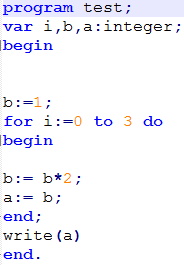 program test;
var i,b,a:integer;
begin
b:=1;
for i:=0 to 3 do
begin
b:= b*2;
a:= b;
end;
write(a)
end.